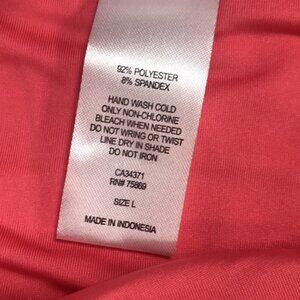 92% POLYESTER
8% SPANDEX
HAND WASH COLD
ONLY NON-CHLORINE
BLEACH WHEN NEEDED
DO NOT WRING OR TWIST
LINE DRY IN SHADE
DO NOT IRON
CA34371
RN# 75869
SIZE L
MADE IN INDONESIA